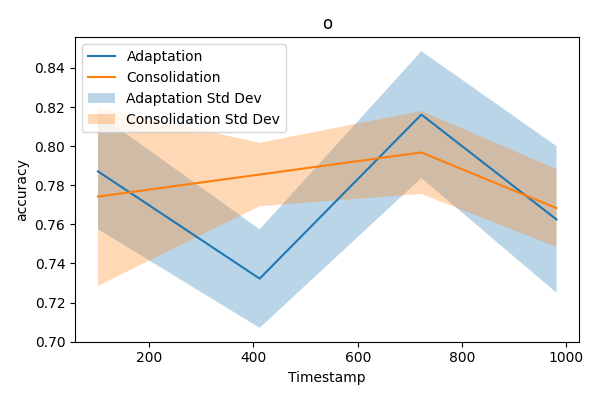 o
Adaptation
Consolidation
Adaptation Std Dev
Consolidation Std Dev
accuracy
0.84
0.82
0.80
0.78
0.76
0.74
0.72
0.70
200
400
600
800
1000
Timestamp